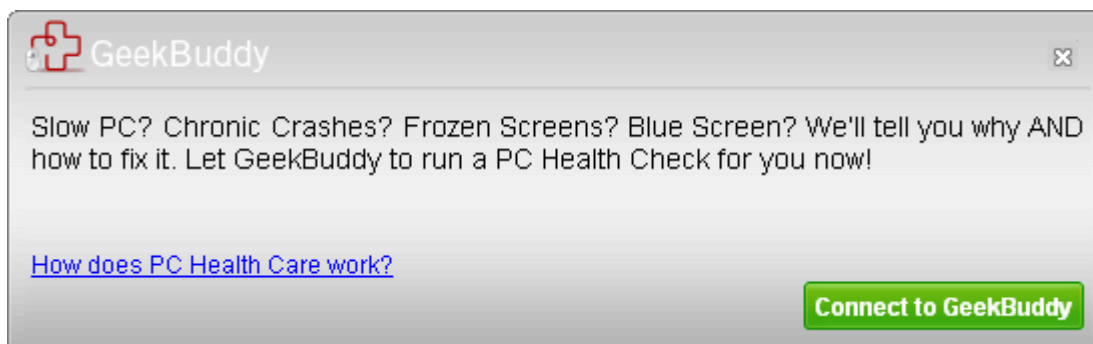 GeekBuddy
Slow PC? Chronic Crashes? Frozen Screens? Blue Screen? We'll tell you why AND
how to fix it. Let GeekBuddy to run a PC Health Check for you now!
How does PC Health Care work?
Connect to GeekBuddy